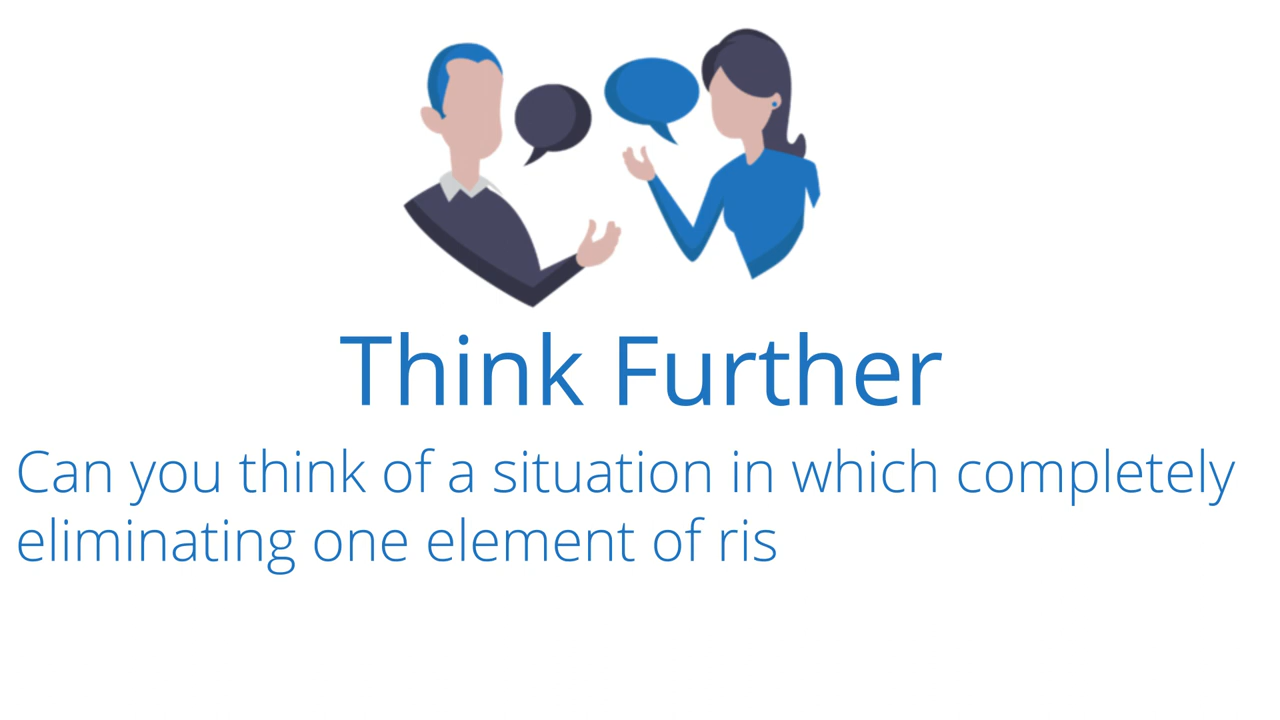 Think Further
Can you think of a situation in which completely
eliminating one element of ris